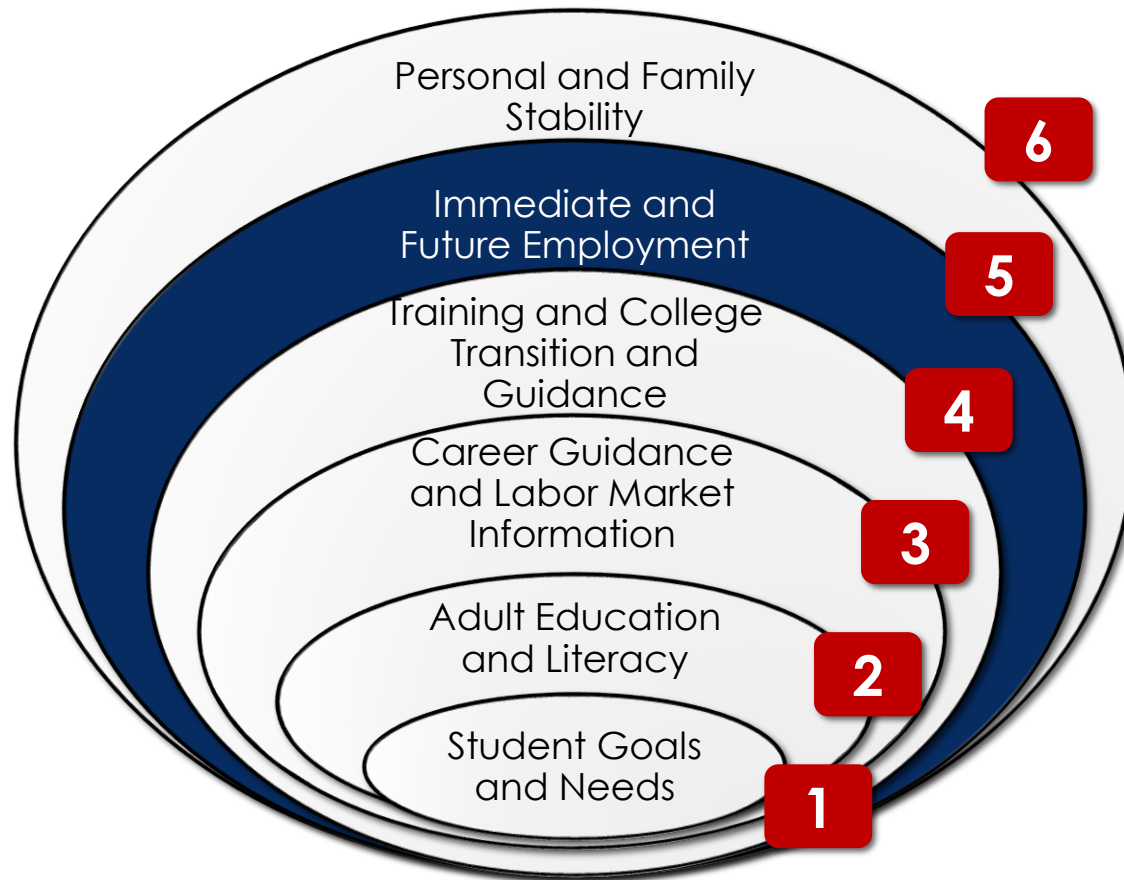 Personal and Family
Stability
6
Immediate and
Future Employment
5
Training and College
Transition and
Guidance
4
Career Guidance
and Labor Market
Information
3
Adult Education
and Literacy
2
Student Goals
and Needs
1